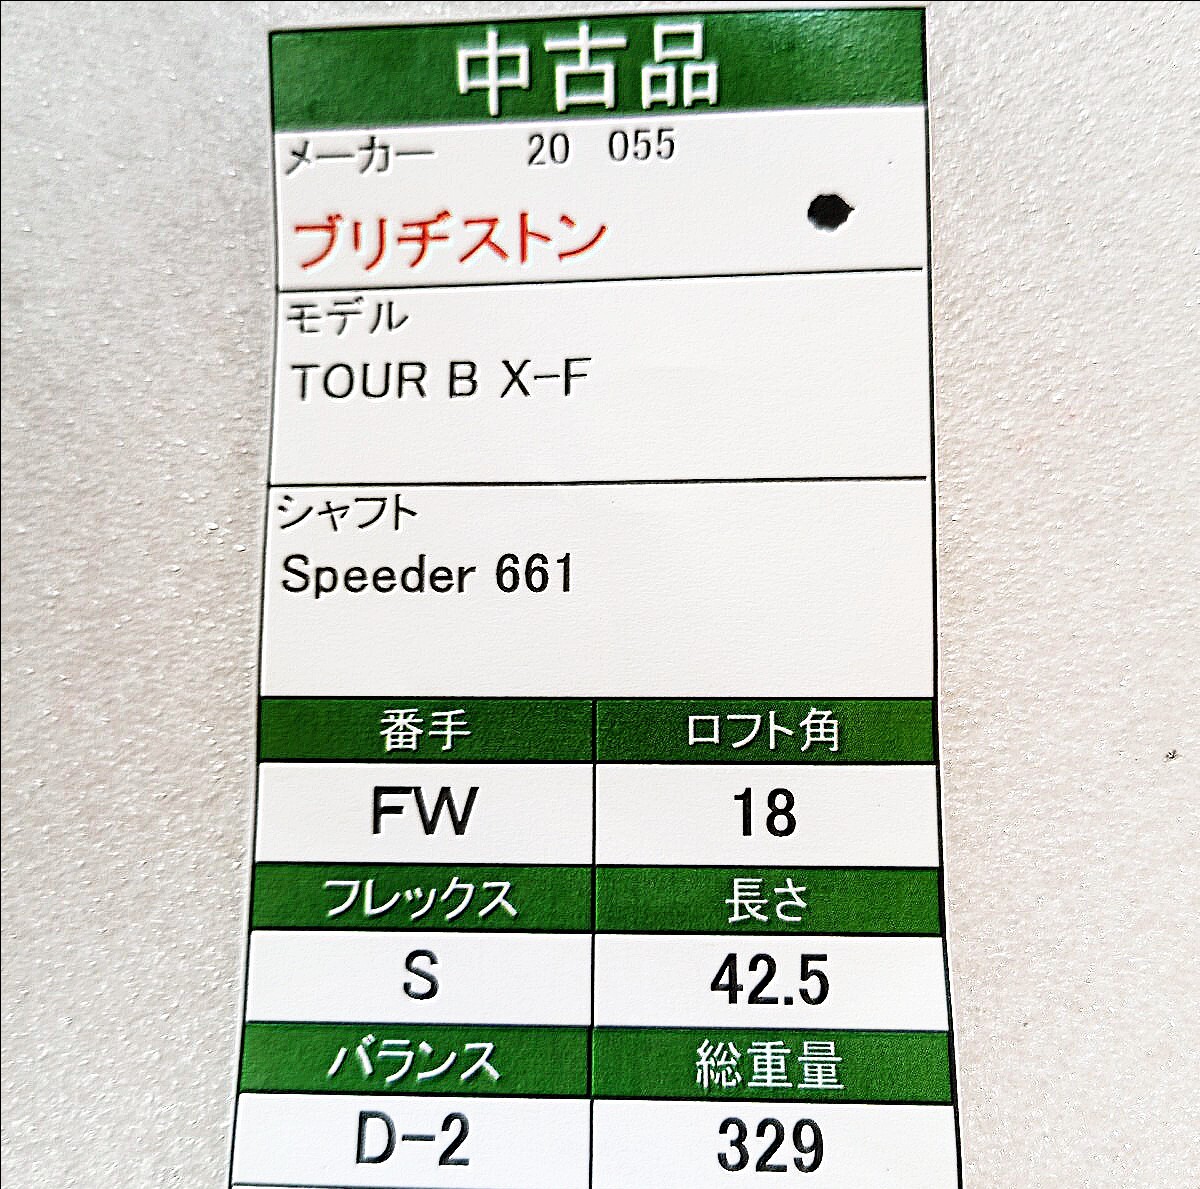 中古品
メーカー 20 055
ブリヂストン
モデル
TOUR B X-F
シャフト
Speeder 661
番手 ロフト角
FW 18
フレックス 長さ
S 42.5
バランス 総重量
D-2 329